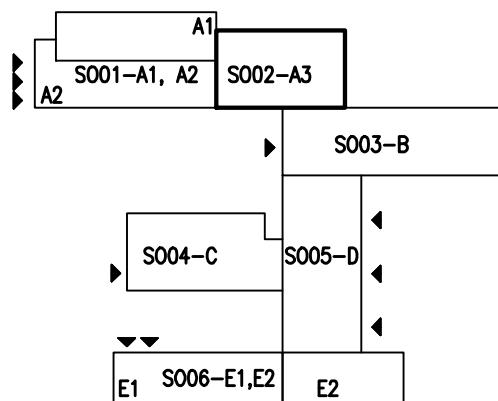 A1
S001-A1, A2
S002-A3
A2
S003-B
S004-C
S005-D
E1
S006-E1,E2
E2